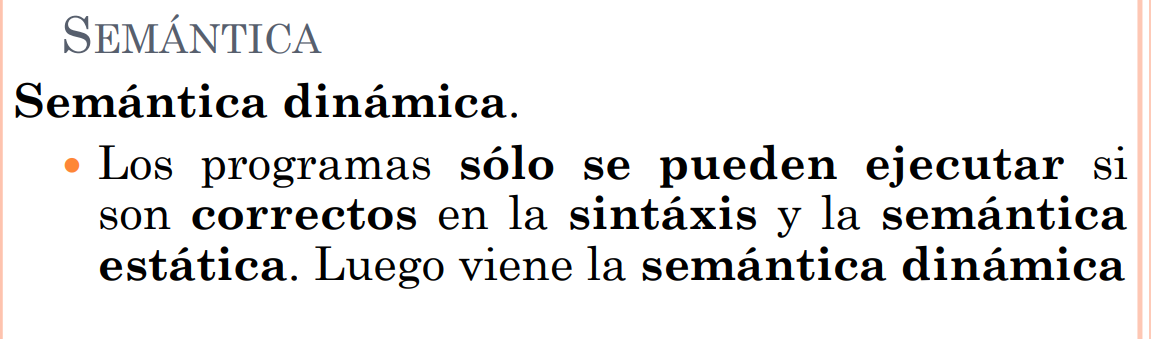 SEMÁNTICA
Semántica dinámica.
• Los programas sólo se pueden ejecutar si
son correctos en la sintáxis y la semántica
estática. Luego viene la semántica dinámica